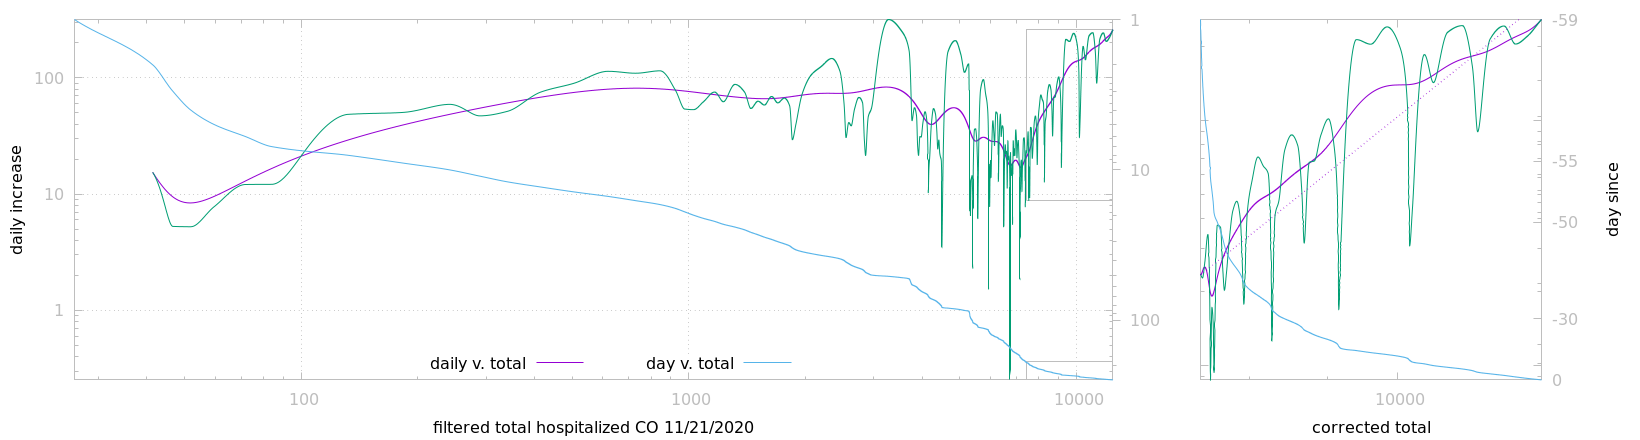 daily increase
100
10
1
daily v. total
day v. total
100
1000
10000
filtered total hospitalized CO 11/21/2020
1
10
100
-59
-55
-50
-30
0
day since
10000
corrected total